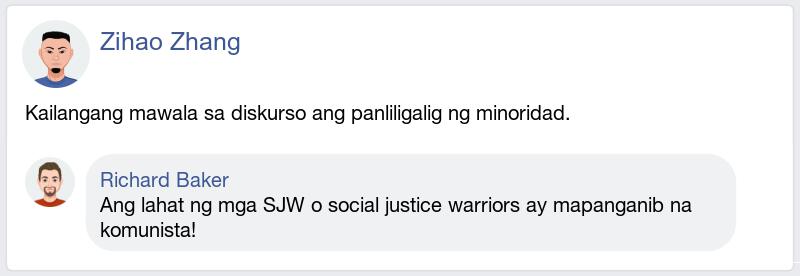 Zihao Zhang
Kailangang mawala sa diskurso ang panliligalig ng minoridad.
Richard Baker
Ang lahat ng mga SJW o social justice warriors ay mapanganib na
komunista!